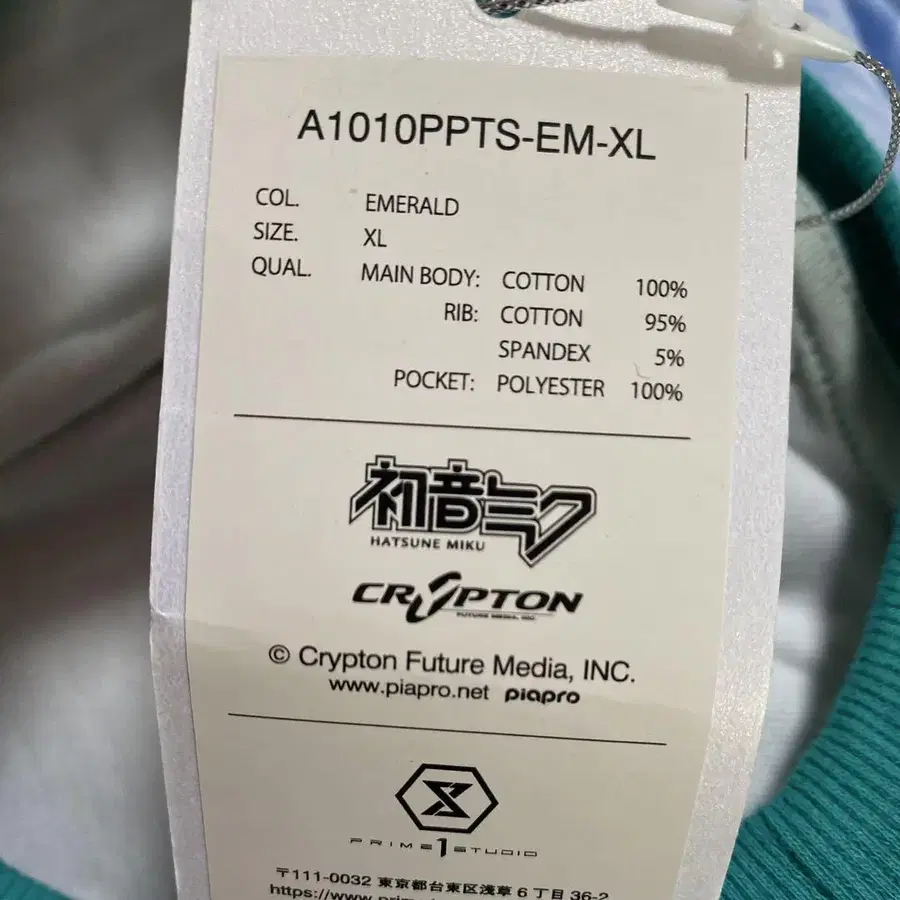 A1010PPTS-EM-XL
COL. EMERALD
SIZE. XL
QUAL. MAIN BODY: COTTON 100%
RIB: COTTON 95%
SPANDEX 5%
POCKET: POLYESTER 100%
初音ミク
HATSUNE MIKU
CRYPTON
FUTURE MEDIA, INC.
© Crypton Future Media, INC.
www.piapro.net piapro
PRIME 1 STUDIO
〒111-0032 東京都台東区浅草6丁目36-2